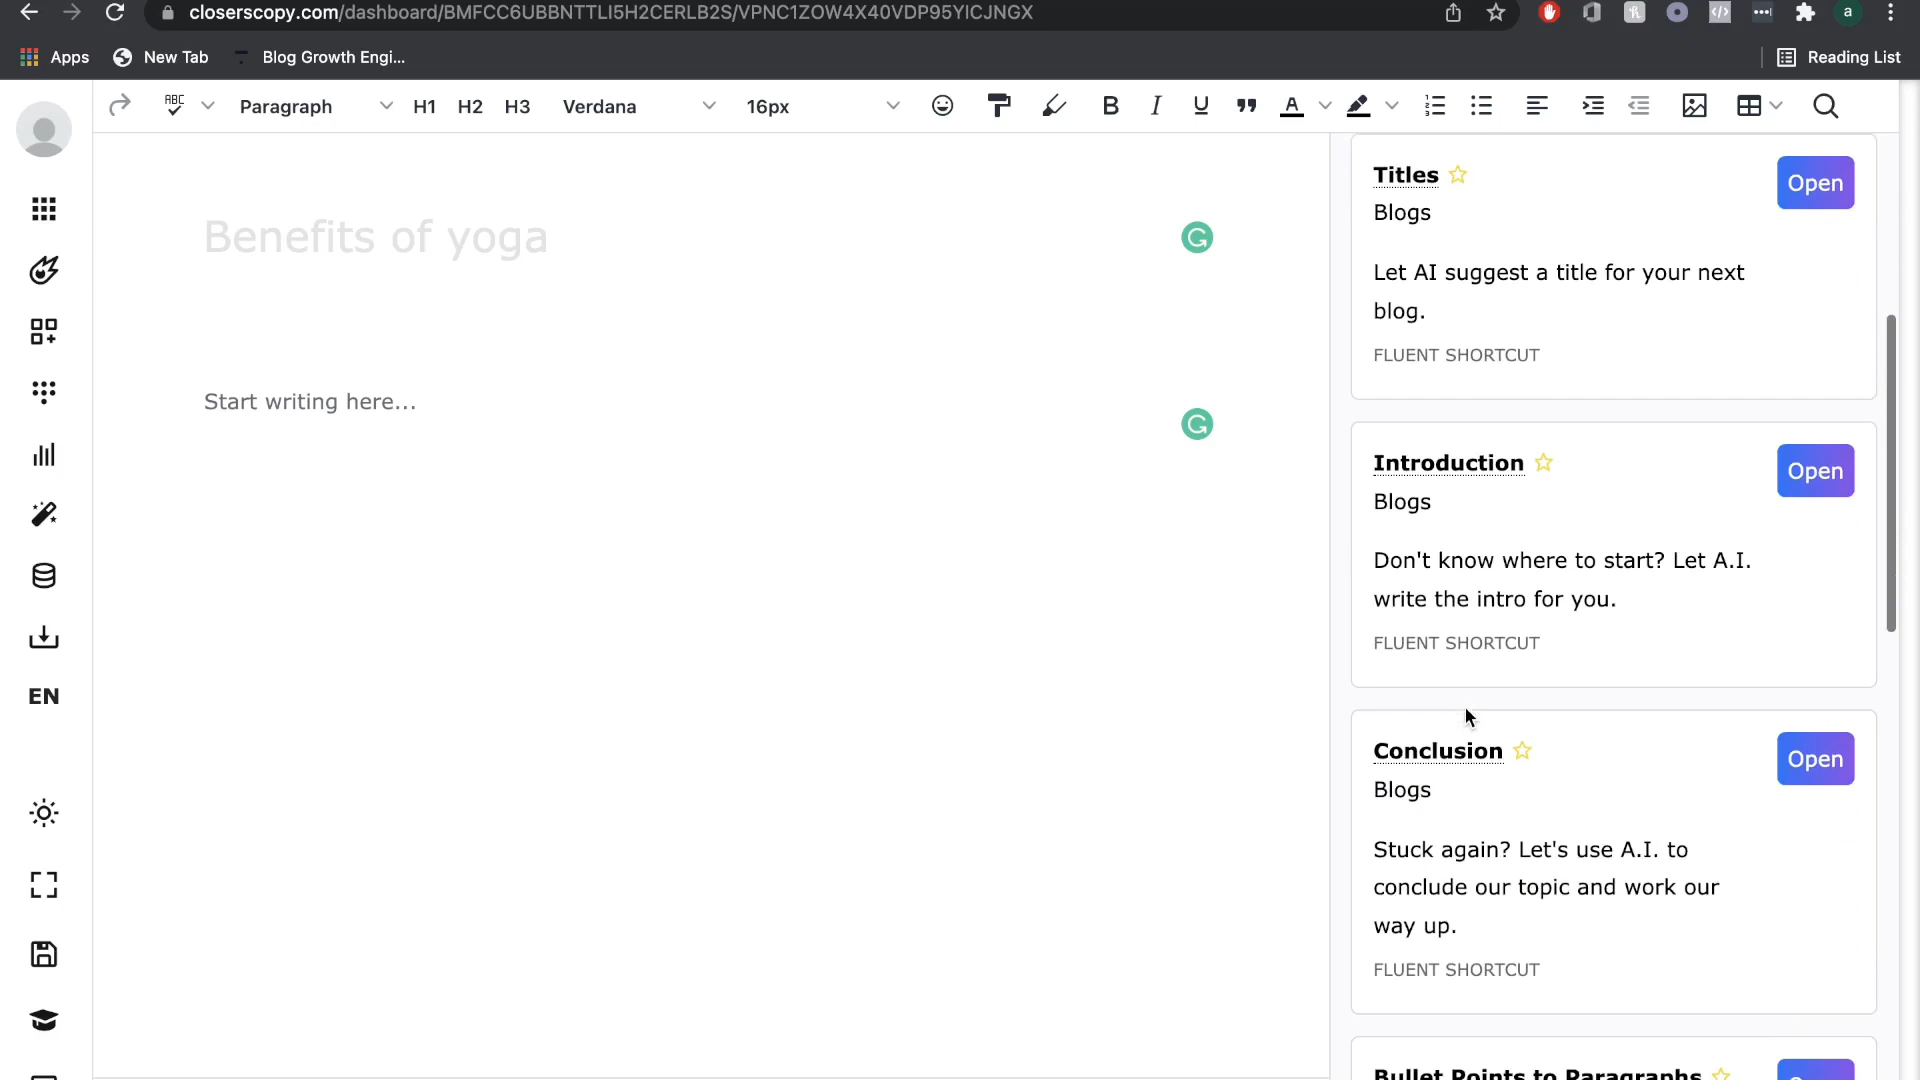 closerscopy.com/dashboard/BMFCC6UBBNTTLI5H2CERLB2S/VPNC1ZOW4X40VDP95YICJNGX
a
Apps
New Tab
Blog Growth Engi...
Reading List
ABC
Paragraph
H1
H2
H3
Verdana
16px
B
I
U
A
Benefits of yoga
Start writing here...
EN
Titles
Open
Blogs
Let AI suggest a title for your next
blog.
FLUENT SHORTCUT
Introduction
Open
Blogs
Don't know where to start? Let A.I.
write the intro for you.
FLUENT SHORTCUT
Conclusion
Open
Blogs
Stuck again? Let's use A.I. to
conclude our topic and work our
way up.
FLUENT SHORTCUT
Bullet Points to Paragraphs